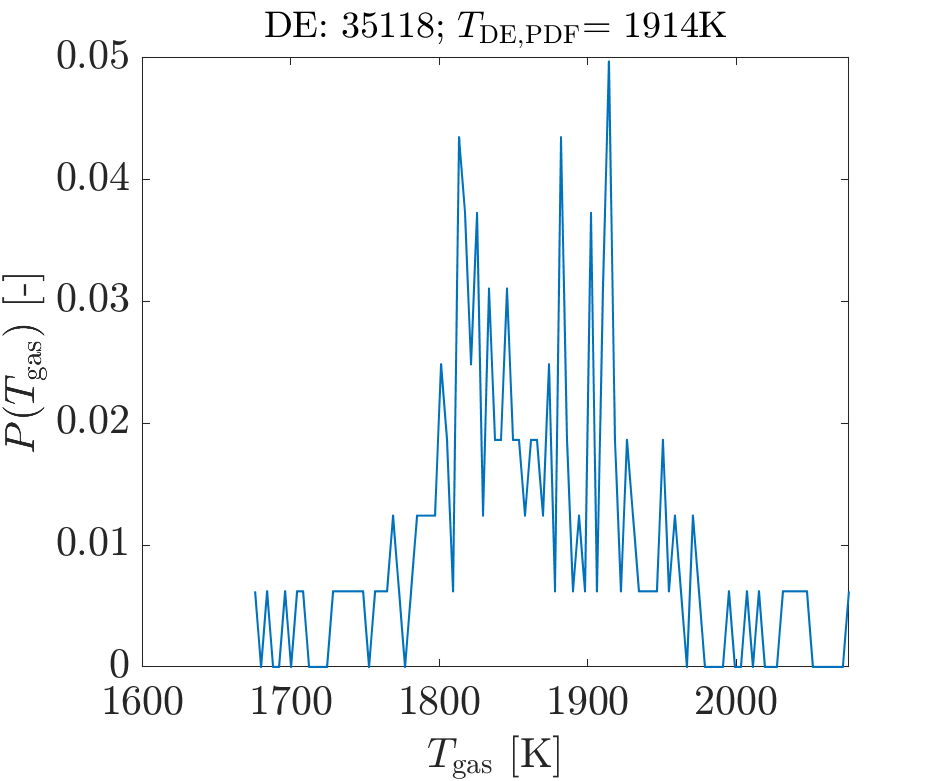 DE: 35118; T_DE,PDF= 1914K
0.05
0.04
0.03
0.02
0.01
0
P(T_gas) [-]
1600 1700 1800 1900 2000
T_gas [K]